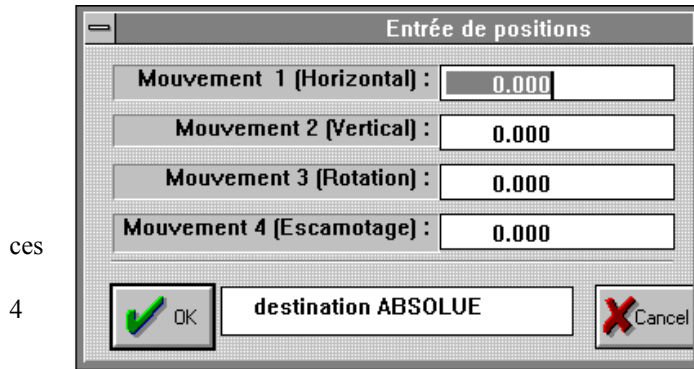 Entrée de positions
Mouvement 1 (Horizontal) : 0.000
Mouvement 2 (Vertical) : 0.000
Mouvement 3 (Rotation) : 0.000
Mouvement 4 (Escamotage) : 0.000
ces
4
OK destination ABSOLUE Cancel